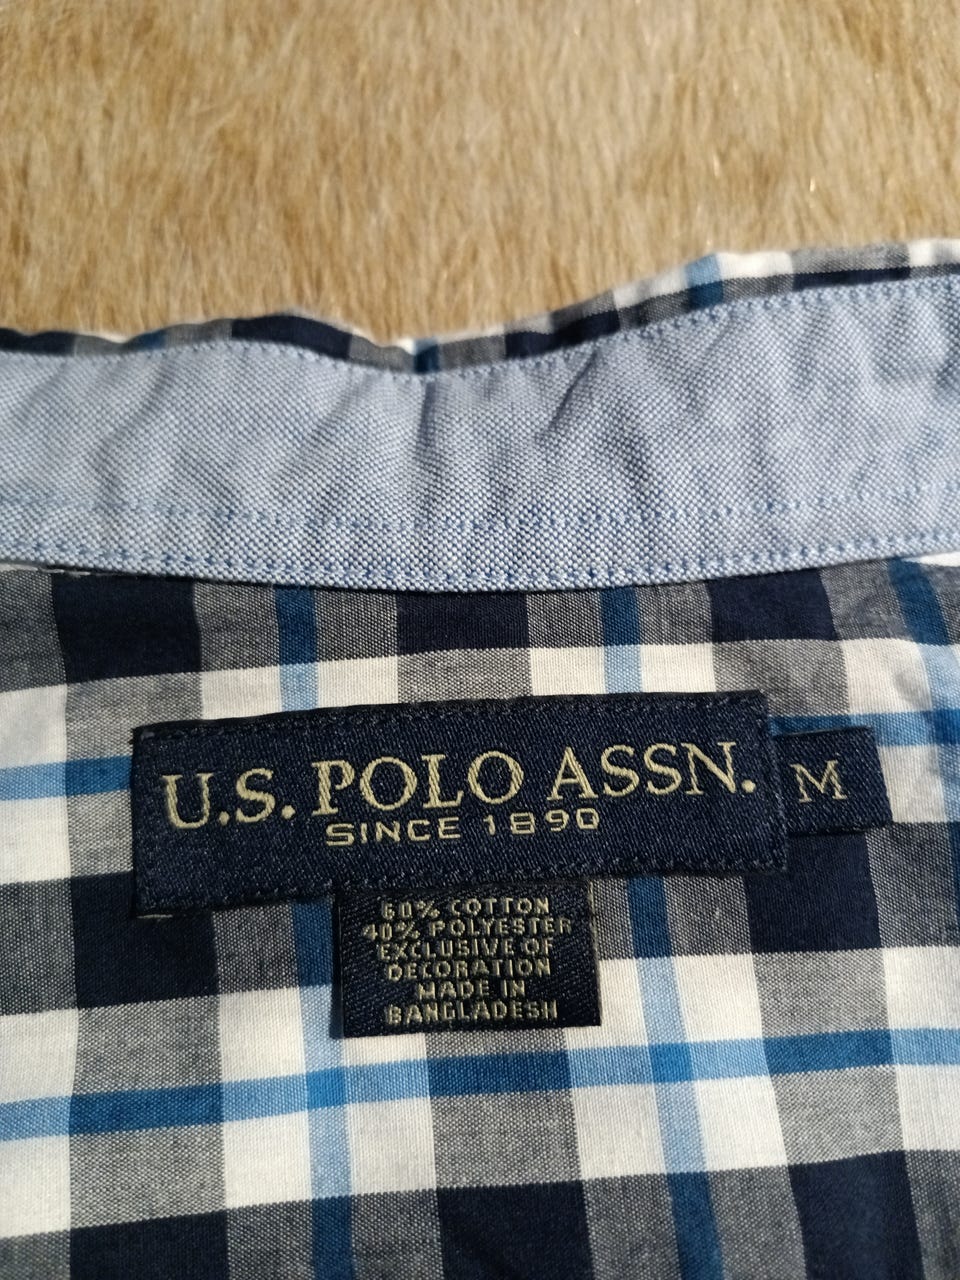 U.S. POLO ASSN.
SINCE 1890
M
60% COTTON
40% POLYESTER
EXCLUSIVE OF
DECORATION
MADE IN
BANGLADESH